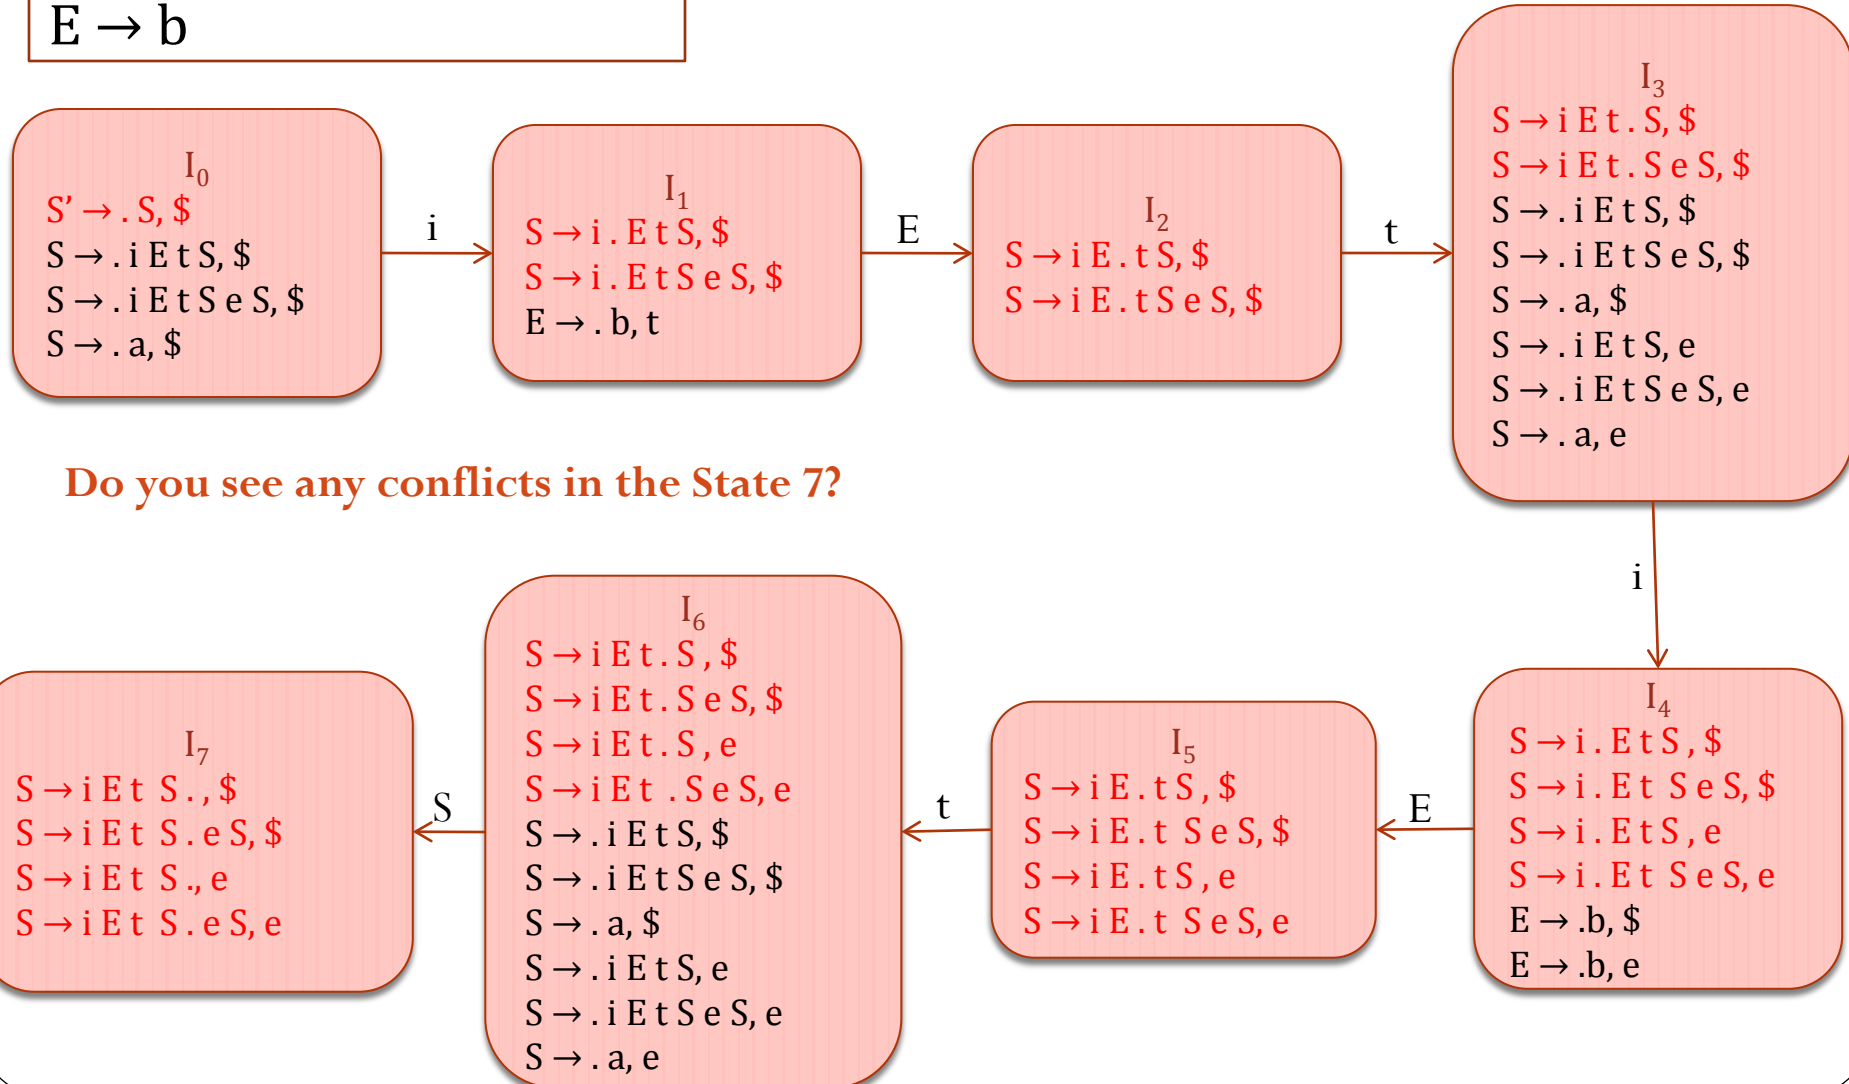 E → b
I₀
S’ → . S, $
S → . i E t S, $
S → . i E t S e S, $
S → . a, $
i
I₁
S → i . E t S, $
S → i . E t S e S, $
E → . b, t
E
I₂
S → i E . t S, $
S → i E . t S e S, $
t
I₃
S → i E t . S, $
S → i E t . S e S, $
S → . i E t S, $
S → . i E t S e S, $
S → . a, $
S → . i E t S, e
S → . i E t S e S, e
S → . a, e
Do you see any conflicts in the State 7?
i
I₄
S → i . E t S , $
S → i . E t S e S, $
S → i . E t S , e
S → i . E t S e S, e
E → .b, $
E → .b, e
E
I₅
S → i E . t S , $
S → i E . t S e S, $
S → i E . t S , e
S → i E . t S e S, e
t
I₆
S → i E t . S , $
S → i E t . S e S, $
S → i E t . S , e
S → i E t . S e S, e
S → . i E t S, $
S → . i E t S e S, $
S → . a, $
S → . i E t S, e
S → . i E t S e S, e
S → . a, e
S
I₇
S → i E t S . , $
S → i E t S . e S, $
S → i E t S ., e
S → i E t S . e S, e